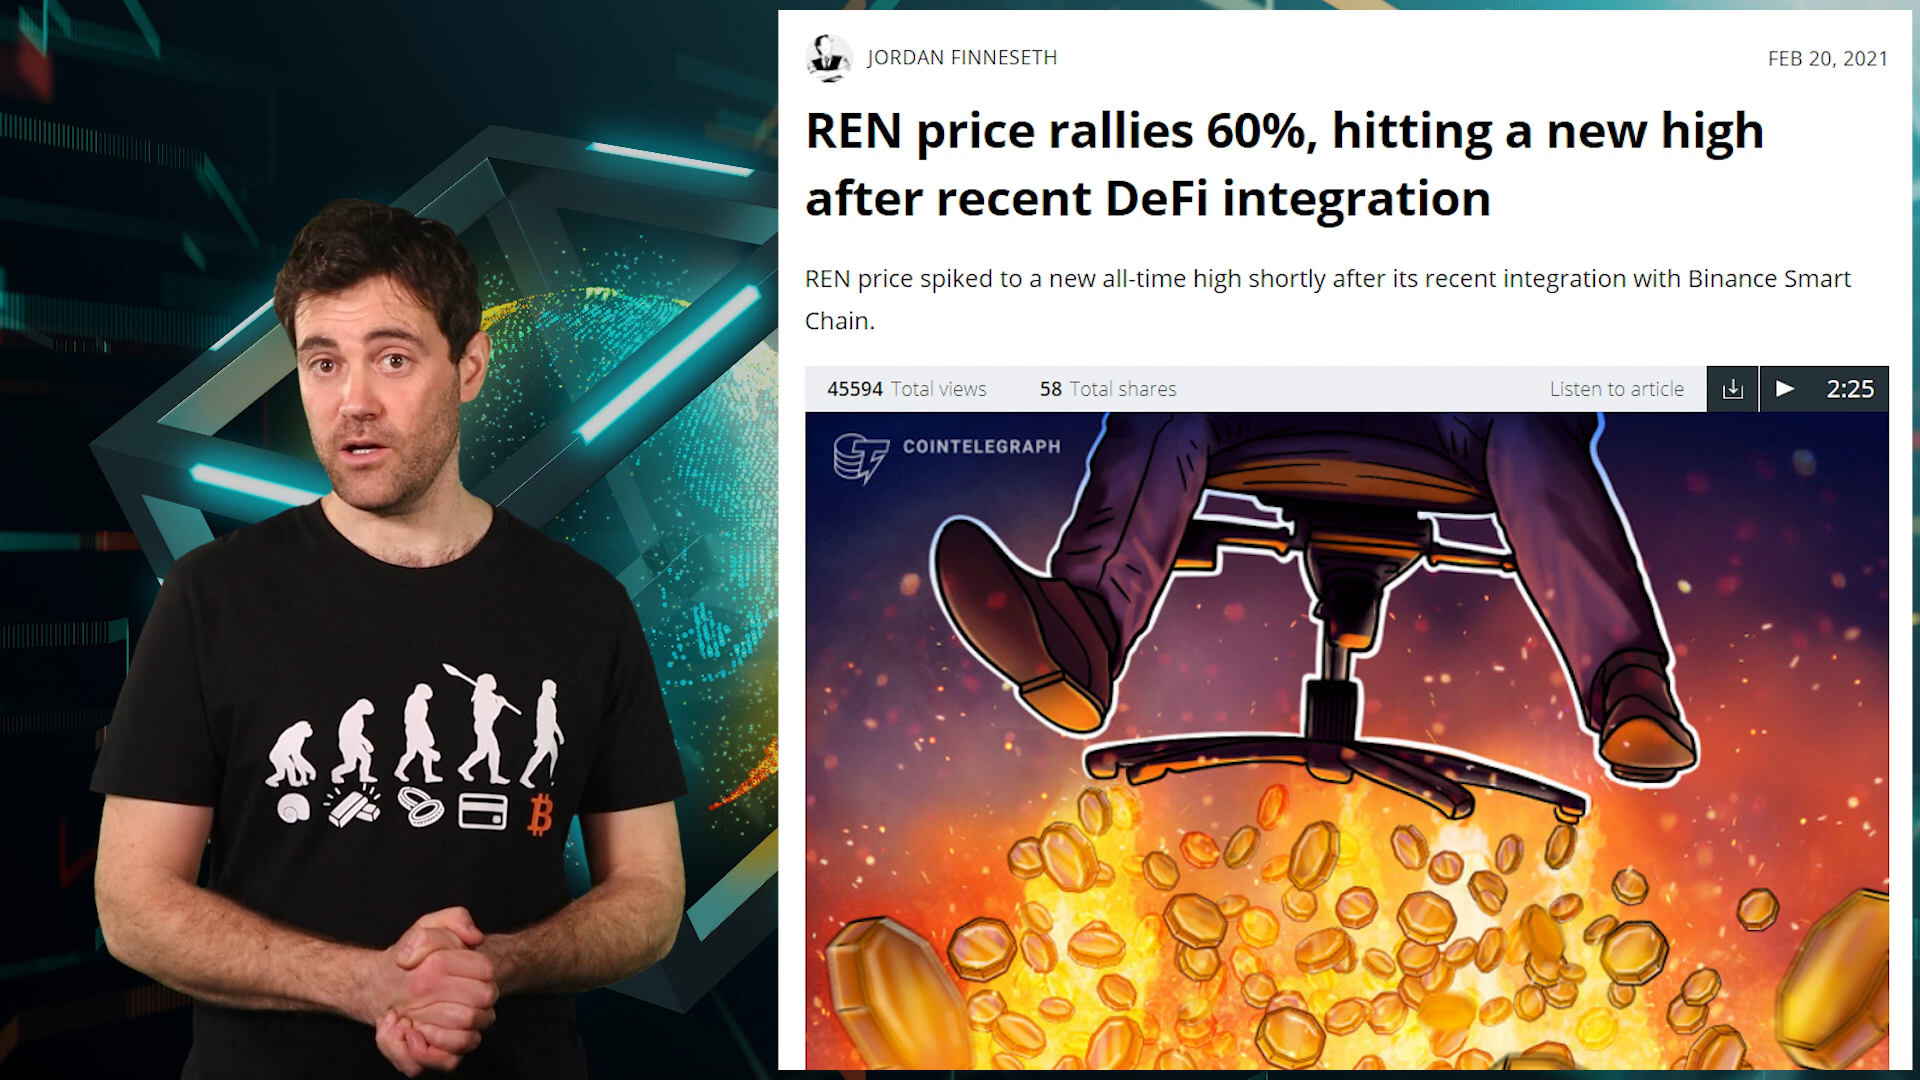 JORDAN FINNESETH
FEB 20, 2021
REN price rallies 60%, hitting a new high
after recent DeFi integration
REN price spiked to a new all-time high shortly after its recent integration with Binance Smart
Chain.
45594 Total views 58 Total shares Listen to article 2:25
COINTELEGRAPH